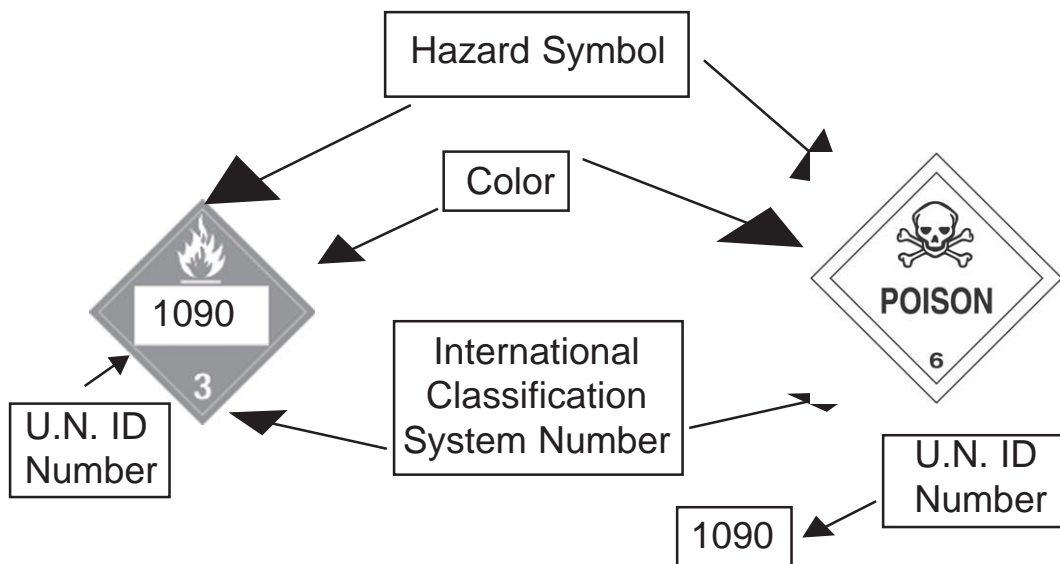 Hazard Symbol
Color
1090
POISON
3
6
International
Classification
System Number
U.N. ID
Number
U.N. ID
Number
1090